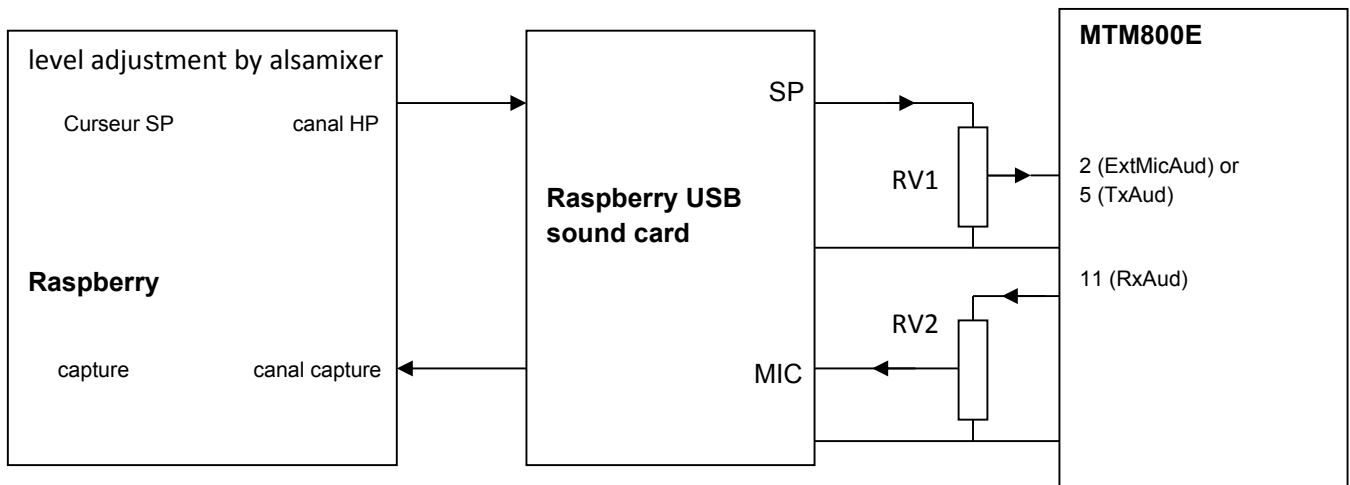 level adjustment by alsamixer
Curseur SP
canal HP
Raspberry
capture
canal capture
Raspberry USB
sound card
SP
MIC
RV1
RV2
MTM800E
2 (ExtMicAud) or
5 (TxAud)
11 (RxAud)